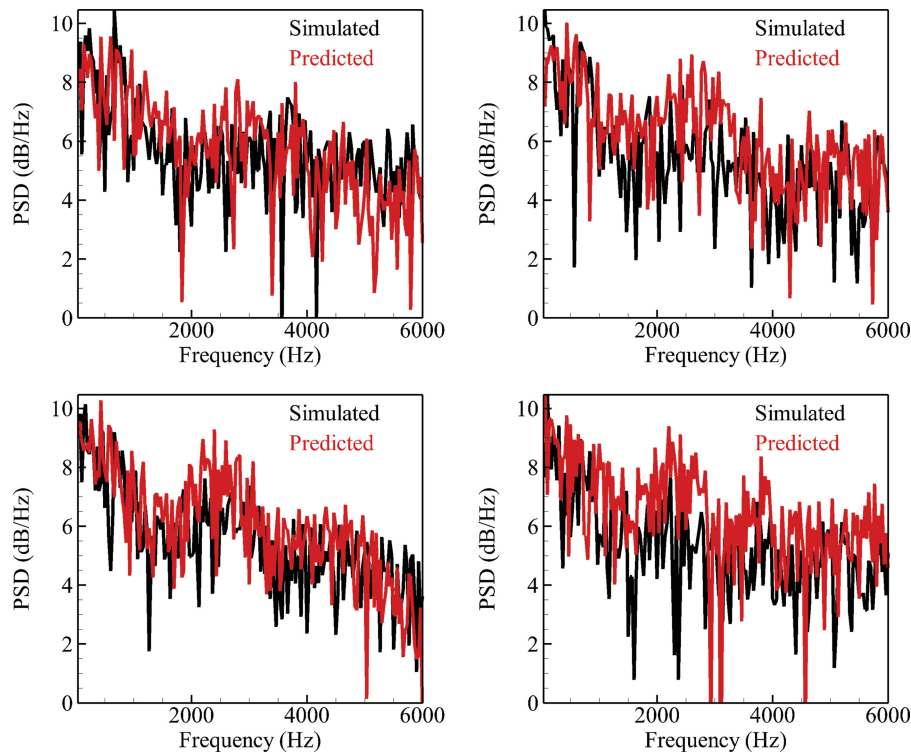 10
8
6
4
2
0
PSD (dB/Hz)
Simulated
Predicted
2000
4000
6000
Frequency (Hz)
10
8
6
4
2
0
PSD (dB/Hz)
Simulated
Predicted
2000
4000
6000
Frequency (Hz)
10
8
6
4
2
0
PSD (dB/Hz)
Simulated
Predicted
2000
4000
6000
Frequency (Hz)
10
8
6
4
2
0
PSD (dB/Hz)
Simulated
Predicted
2000
4000
6000
Frequency (Hz)